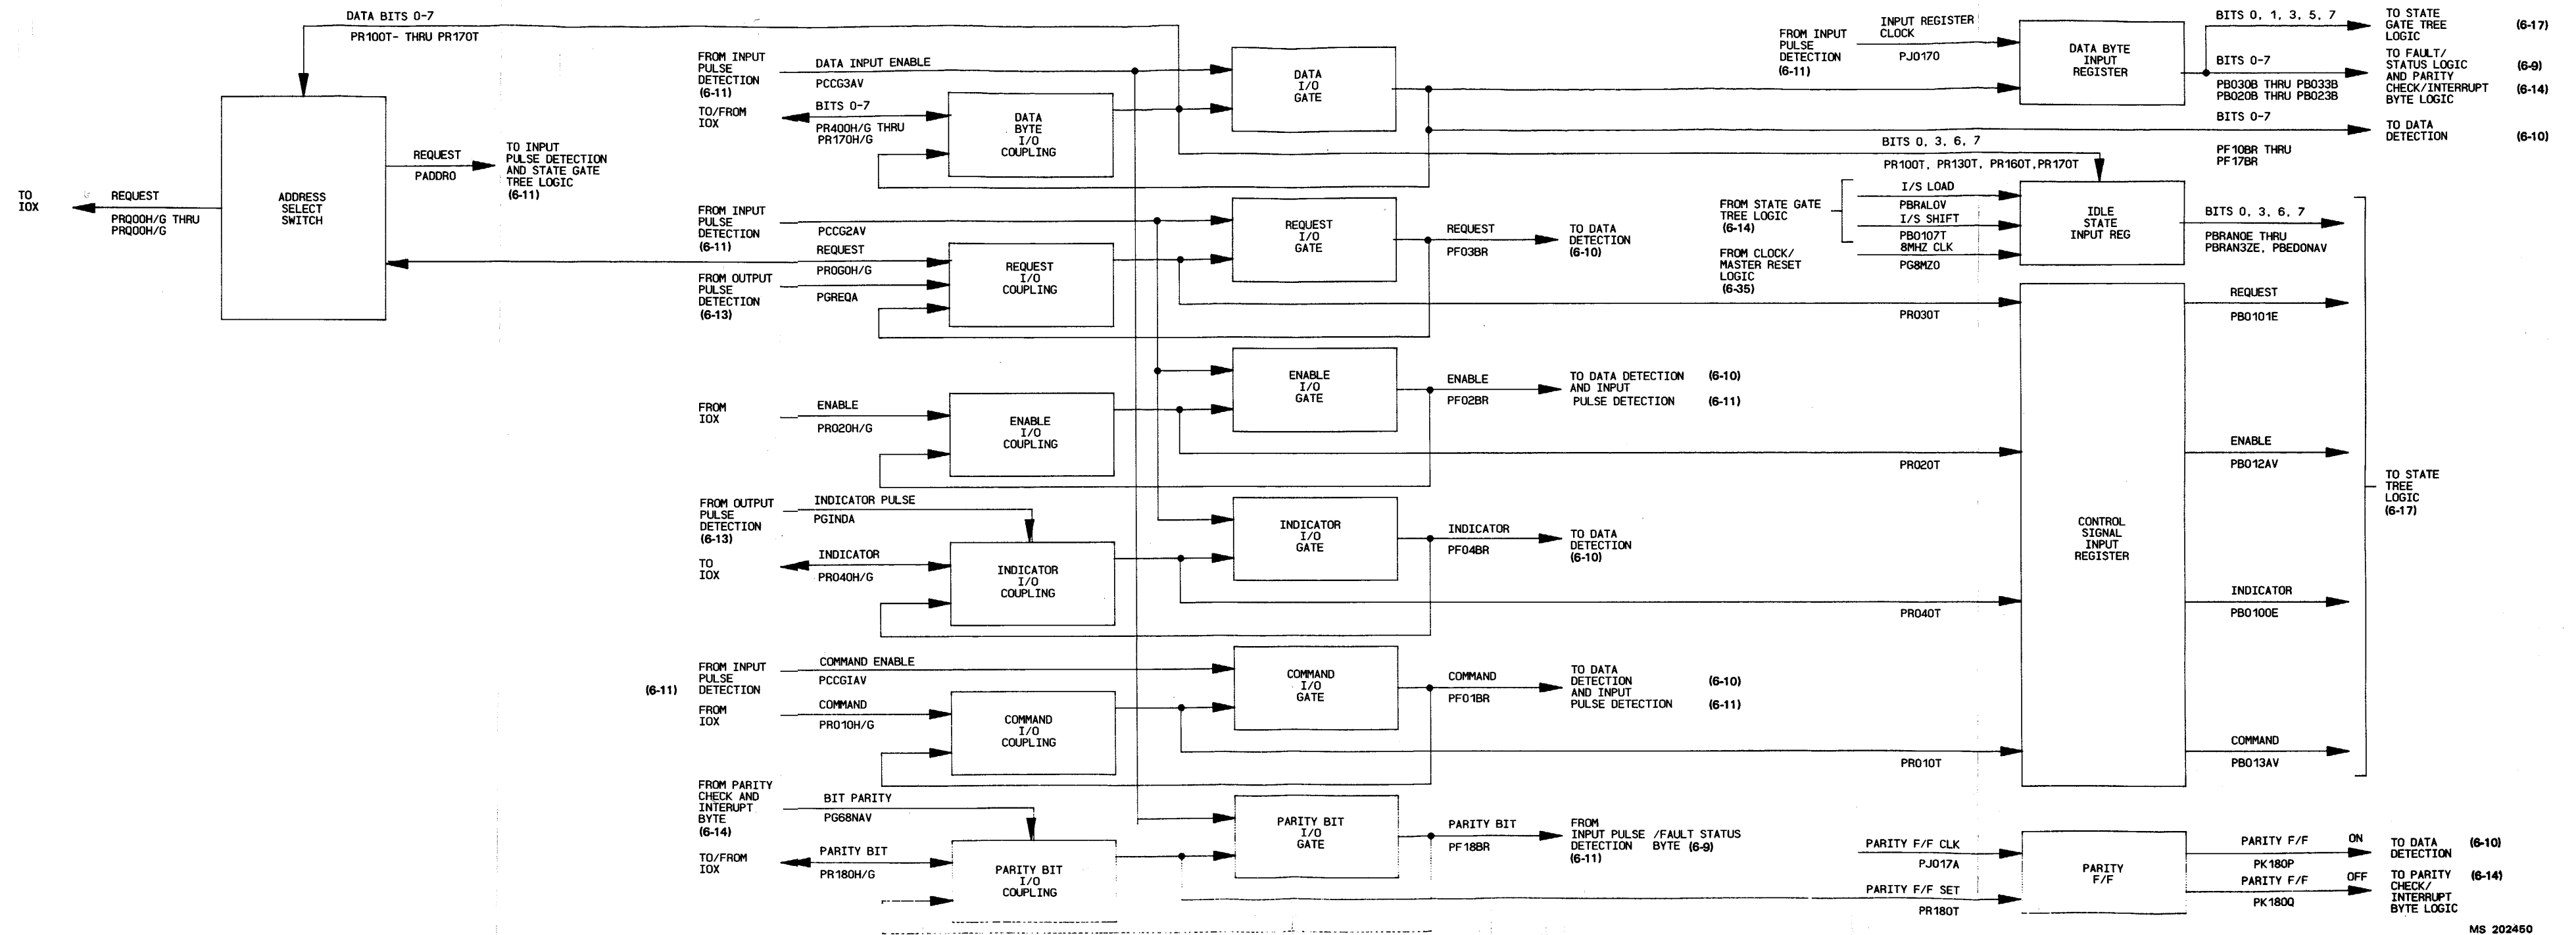 DATA BITS 0-7
PR100T- THRU PR170T
TO
IOX
REQUEST
PRQ00H/G THRU
PRQ00H/G
ADDRESS
SELECT
SWITCH
REQUEST
PADDR0
TO INPUT
PULSE DETECTION
AND STATE GATE
TREE LOGIC
(6-11)
FROM INPUT
PULSE
DETECTION
(6-11)
DATA INPUT ENABLE
PCCG3AV
TO/FROM
IOX
BITS 0-7
PR400H/G THRU
PR170H/G
DATA
BYTE
I/O
COUPLING
DATA
I/O
GATE
FROM INPUT
PULSE
DETECTION
(6-11)
INPUT REGISTER
CLOCK
PJ0170
DATA BYTE
INPUT
REGISTER
BITS 0, 1, 3, 5, 7
TO STATE
GATE TREE
LOGIC
(6-17)
BITS 0-7
PB030B THRU PB033B
PB020B THRU PB023B
TO FAULT/
STATUS LOGIC
AND PARITY
CHECK/INTERRUPT
BYTE LOGIC
(6-9)
(6-14)
BITS 0-7
PF10BR THRU
PF17BR
TO DATA
DETECTION
(6-10)
BITS 0, 3, 6, 7
PR100T, PR130T, PR160T,PR170T
FROM STATE GATE
TREE LOGIC
(6-14)
I/S LOAD
PBRALOV
I/S SHIFT
PB0107T
8MHZ CLK
PG8MZ0
FROM CLOCK/
MASTER RESET
LOGIC
(6-35)
IDLE
STATE
INPUT REG
BITS 0, 3, 6, 7
PBRAN0E THRU
PBRAN3ZE, PBEDONAV
FROM INPUT
PULSE
DETECTION
(6-11)
PCCG2AV
REQUEST
PR0G0H/G
FROM OUTPUT
PULSE
DETECTION
(6-13)
PGREQA
REQUEST
I/O
COUPLING
REQUEST
I/O
GATE
REQUEST
PF03BR
TO DATA
DETECTION
(6-10)
PR030T
REQUEST
PB0101E
FROM
IOX
ENABLE
PR020H/G
ENABLE
I/O
COUPLING
ENABLE
I/O
GATE
ENABLE
PF02BR
TO DATA DETECTION
AND INPUT
PULSE DETECTION
(6-10)
(6-11)
PR020T
ENABLE
PB012AV
FROM OUTPUT
PULSE
DETECTION
(6-13)
INDICATOR PULSE
PGINDA
TO
IOX
INDICATOR
PR040H/G
INDICATOR
I/O
COUPLING
INDICATOR
I/O
GATE
INDICATOR
PF04BR
TO DATA
DETECTION
(6-10)
PR040T
CONTROL
SIGNAL
INPUT
REGISTER
INDICATOR
PB0100E
TO STATE
TREE
LOGIC
(6-17)
(6-11)
FROM INPUT
PULSE
DETECTION
COMMAND ENABLE
PCCGIAV
FROM
IOX
COMMAND
PR010H/G
COMMAND
I/O
COUPLING
COMMAND
I/O
GATE
COMMAND
PF01BR
TO DATA
DETECTION
AND INPUT
PULSE DETECTION
(6-10)
(6-11)
PR010T
COMMAND
PB013AV
FROM PARITY
CHECK AND
INTERUPT
BYTE
(6-14)
BIT PARITY
PG68NAV
TO/FROM
IOX
PARITY BIT
PR180H/G
PARITY BIT
I/O
COUPLING
PARITY BIT
I/O
GATE
PARITY BIT
PF18BR
FROM
INPUT PULSE /FAULT STATUS
DETECTION BYTE (6-9)
(6-11)
PARITY F/F CLK
PJ017A
PARITY F/F SET
PR180T
PARITY
F/F
PARITY F/F ON
PK180P
TO DATA
DETECTION
(6-10)
PARITY F/F OFF
PK180Q
TO PARITY
CHECK/
INTERRUPT
BYTE LOGIC
(6-14)
MS 202450